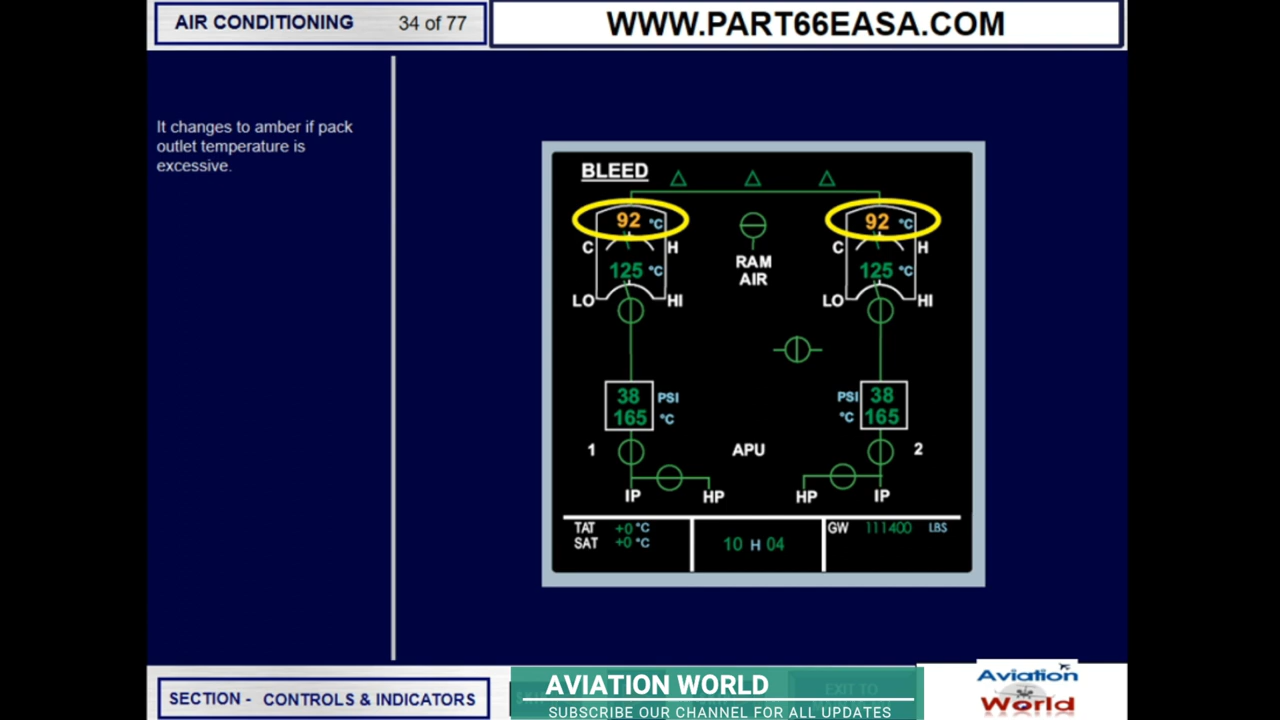 AIR CONDITIONING
34 of 77
WWW.PART66EASA.COM
It changes to amber if pack
outlet temperature is
excessive.
BLEED
92 °C
92 °C
C H
C H
RAM
AIR
125 °C
125 °C
LO HI
LO HI
38 PSI
165 °C
PSI 38
°C 165
1
APU
2
IP HP
HP IP
TAT +0 °C
SAT +0 °C
10 H 04
GW 111400 LBS
SECTION - CONTROLS & INDICATORS
AVIATION WORLD
SUBSCRIBE OUR CHANNEL FOR ALL UPDATES
EXIT TO
Aviation
World